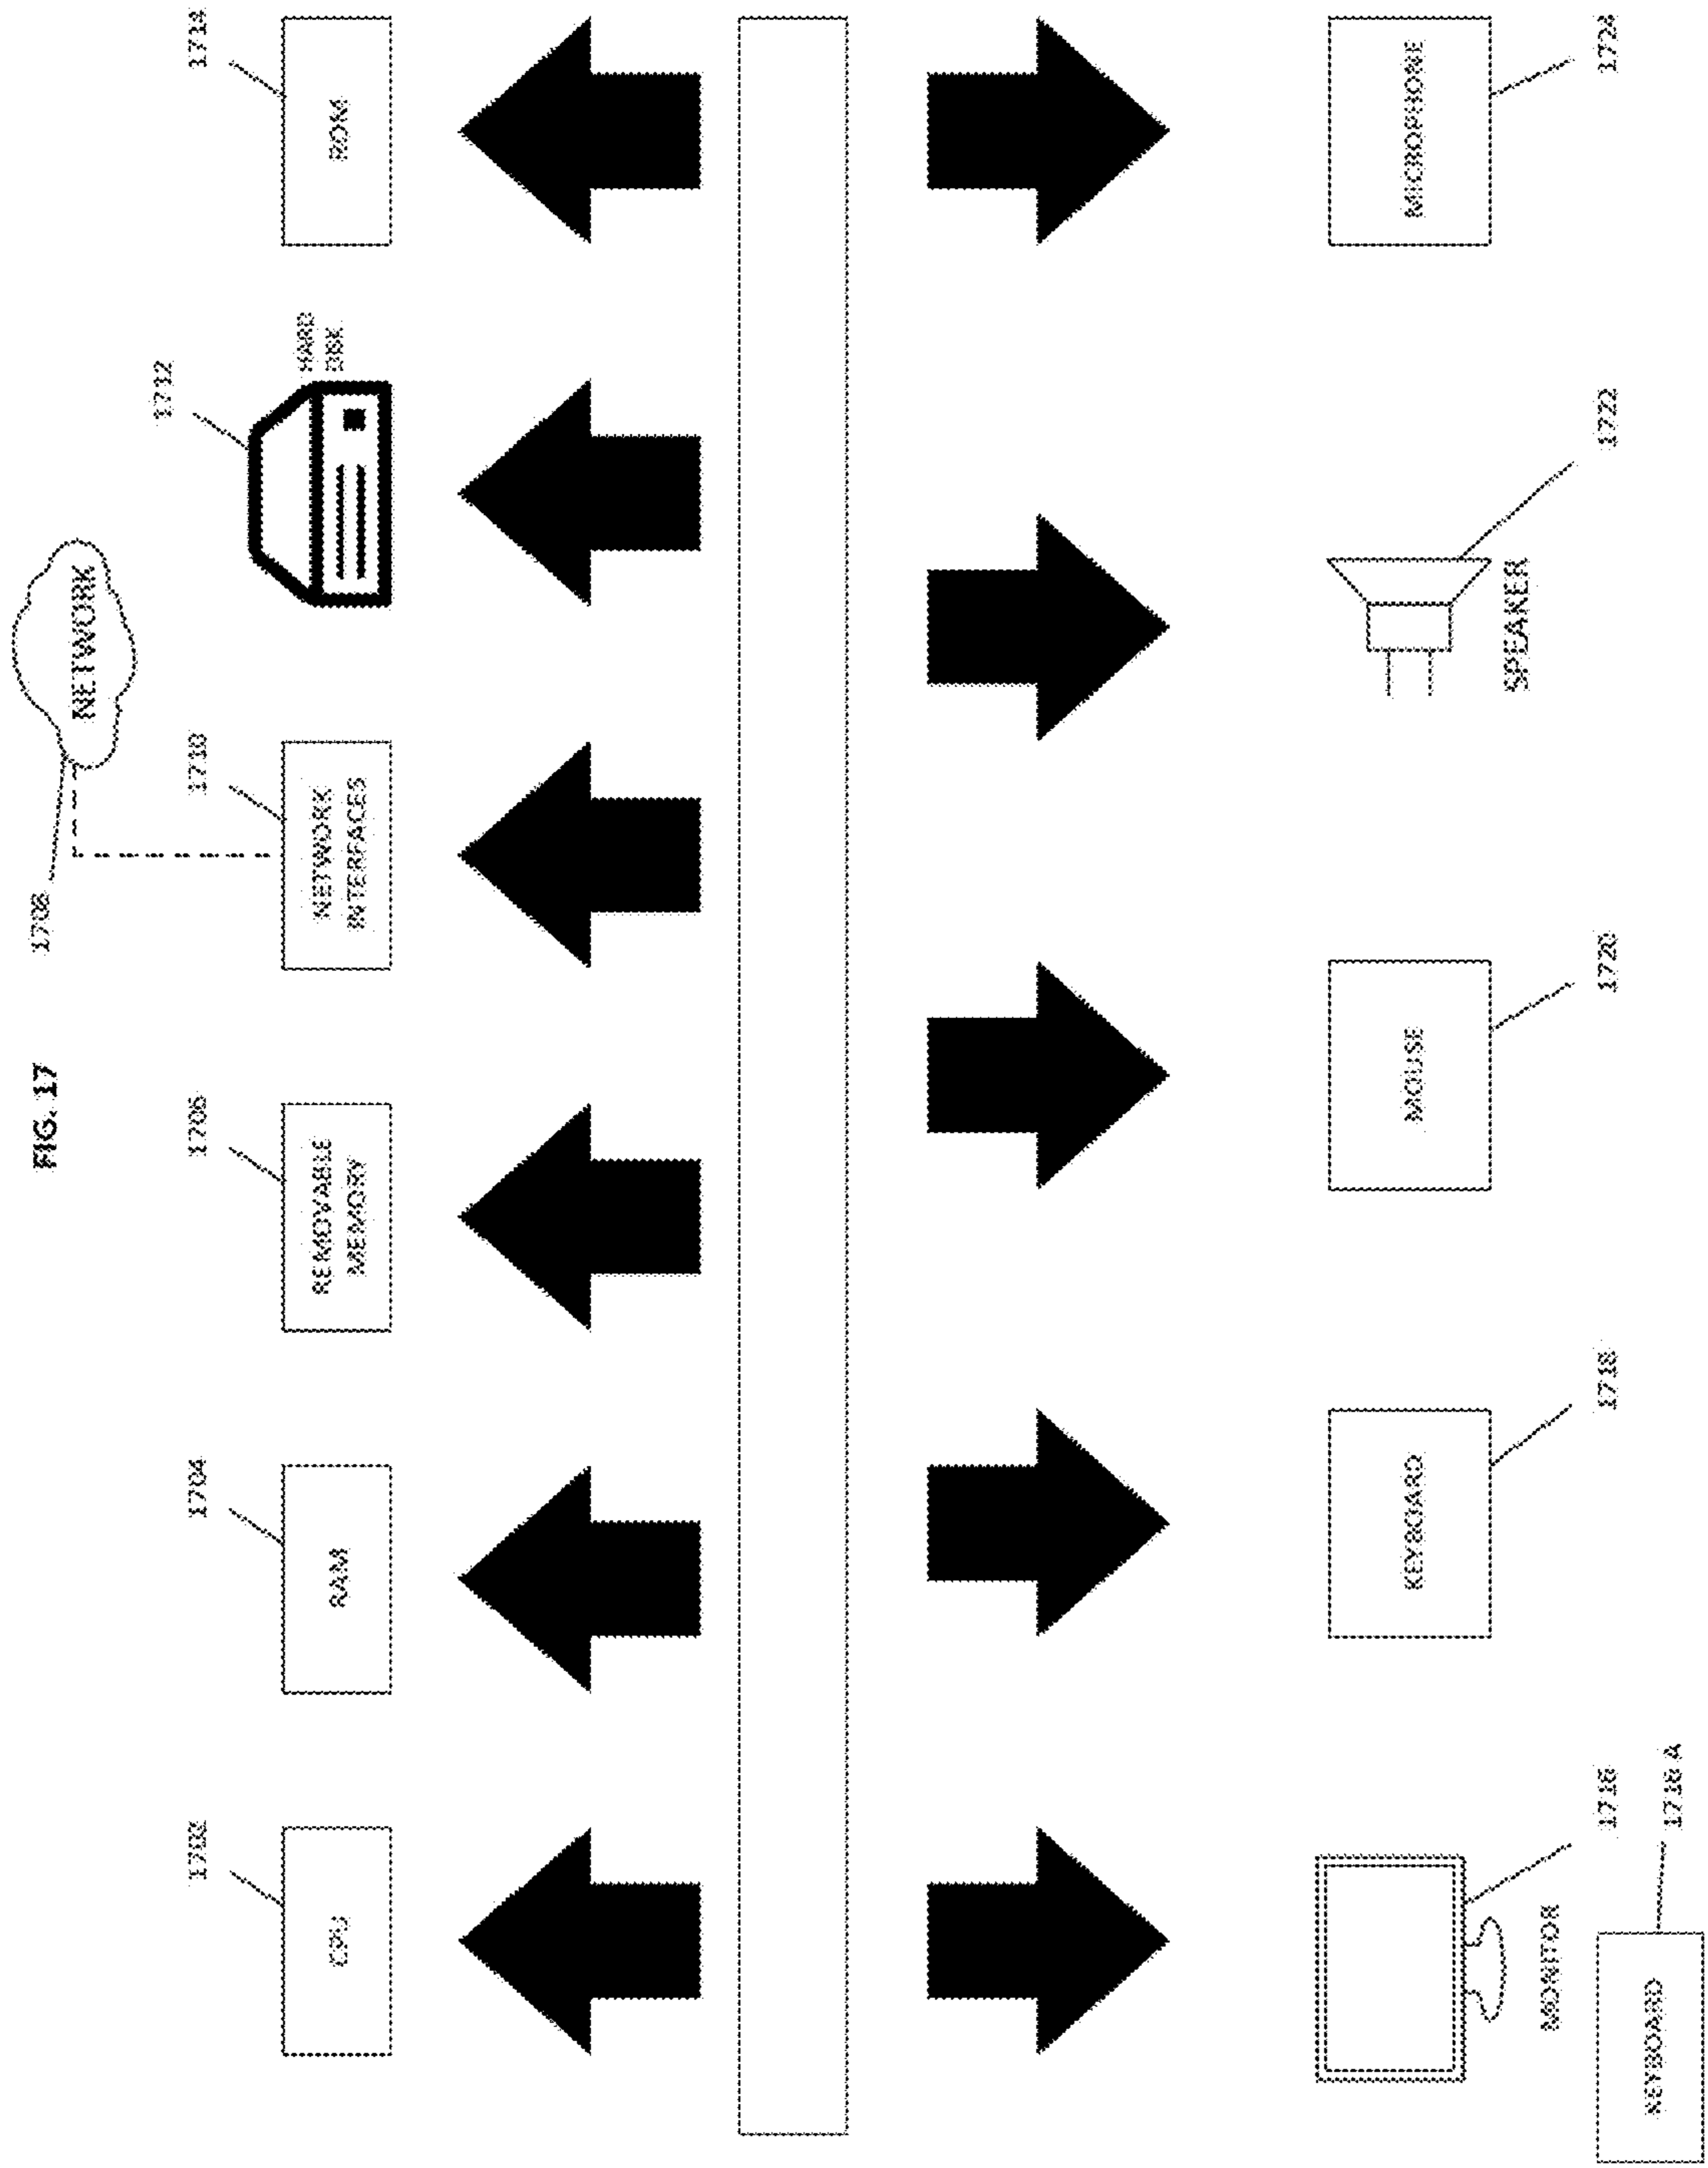 FIG. 17
1708
NETWORK
1702
1704
1706
1710
1712
1714
CPU
RAM
REMOVABLE
MEMORY
NETWORK
INTERFACES
HARD
DISK
ROM
KEYBOARD
MOUSE
MICROPHONE
SPEAKER
MONITOR
1716
1718
1720
1722
1724
KEYBOARD
1716 A